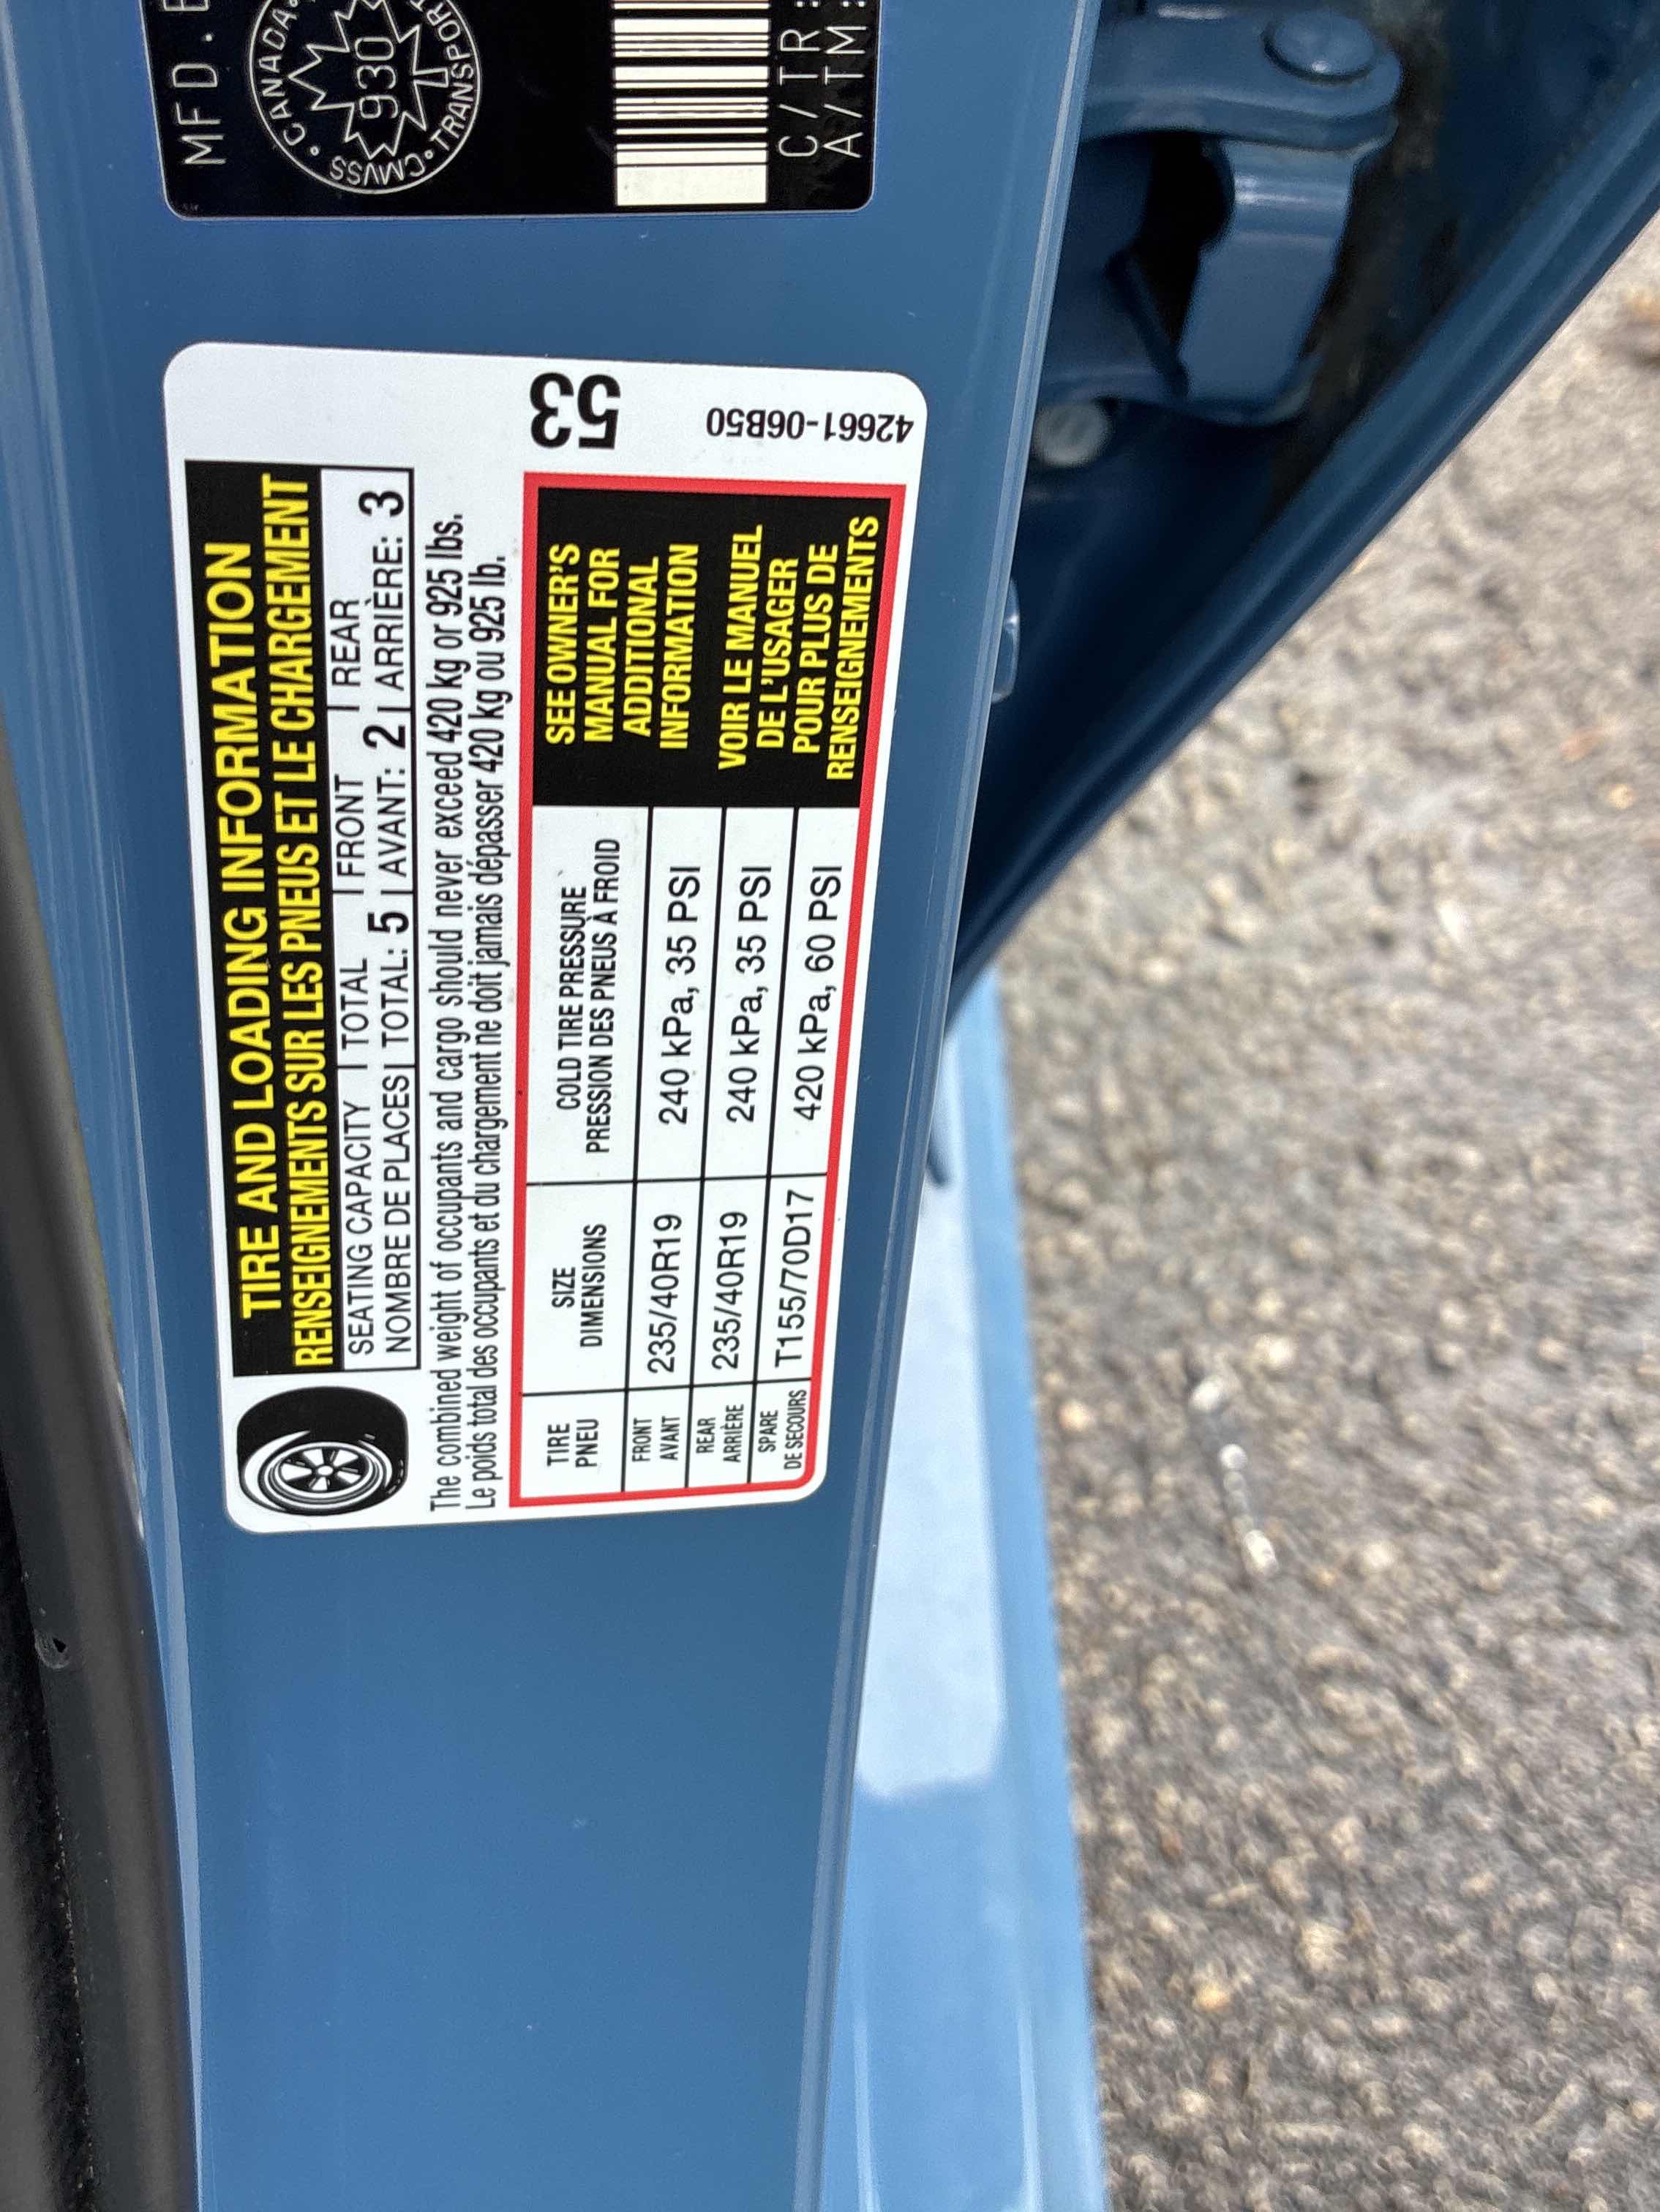 TIRE AND LOADING INFORMATION
RENSEIGNEMENTS SUR LES PNEUS ET LE CHARGEMENT
SEATING CAPACITY | TOTAL | FRONT | REAR
NOMBRE DE PLACES | TOTAL: 5 | AVANT: 2 | ARRIÈRE: 3
The combined weight of occupants and cargo should never exceed 420 kg or 925 lbs.
Le poids total des occupants et du chargement ne doit jamais dépasser 420 kg ou 925 lb.
TIRE
PNEU
SIZE
DIMENSIONS
COLD TIRE PRESSURE
PRESSION DES PNEUS À FROID
FRONT
AVANT
235/40R19
240 kPa, 35 PSI
REAR
ARRIÈRE
235/40R19
240 kPa, 35 PSI
SPARE
DE SECOURS
T155/70D17
420 kPa, 60 PSI
SEE OWNER'S
MANUAL FOR
ADDITIONAL
INFORMATION
VOIR LE MANUEL
DE L'USAGER
POUR PLUS DE
RENSEIGNEMENTS
53
42661-06B50
MFD.
CANADA
930
CMVSS • TRANSPORT
C/TR:
A/TM: